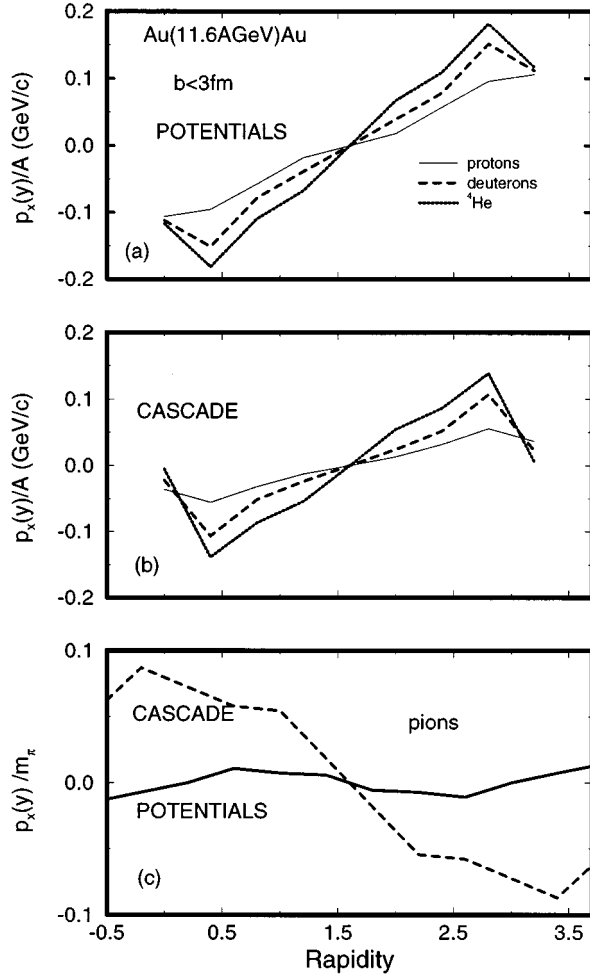 0.2
Au(11.6AGeV)Au
0.1
b<3fm
POTENTIALS
0.0
protons
deuterons
⁴He
-0.1
(a)
-0.2
pₓ(y)/A (GeV/c)
0.2
0.1
CASCADE
0.0
-0.1
(b)
-0.2
pₓ(y)/A (GeV/c)
0.1
CASCADE
pions
0.0
POTENTIALS
(c)
-0.1
pₓ(y) /m_π
-0.5 0.5 1.5 2.5 3.5
Rapidity